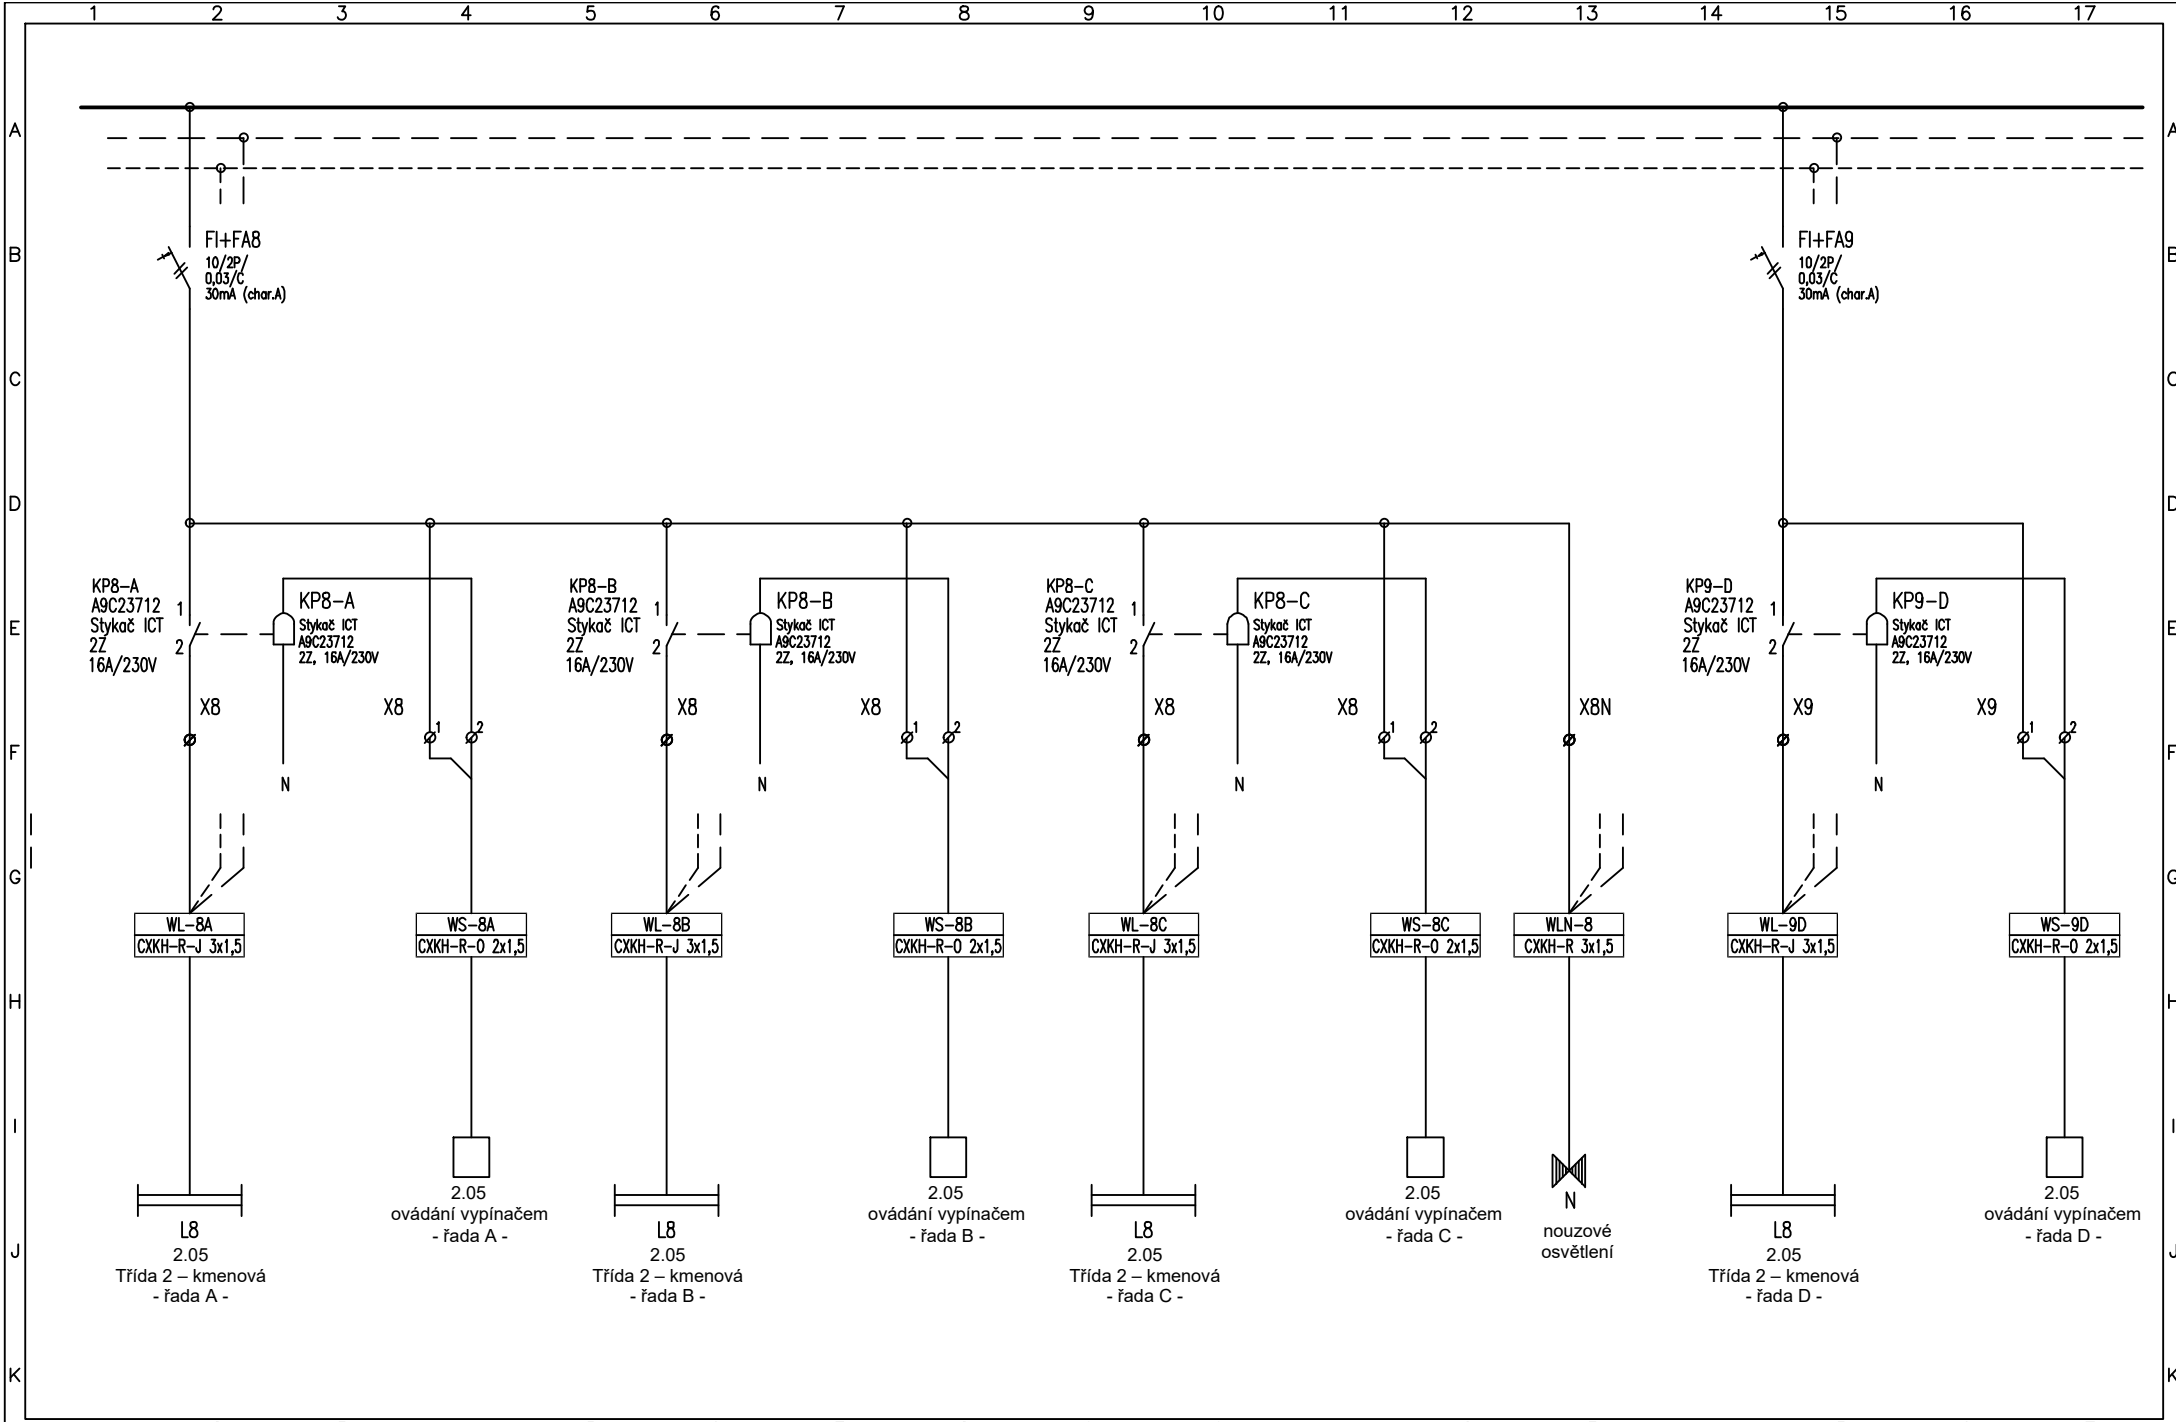 1 2 3 4 5 6 7 8 9 10 11 12 13 14 15 16 17
A A
B B
C C
D D
E E
F F
G G
H H
I I
J J
K K
FI+FA8
10/2P/
0,03/C
30mA (char.A)
FI+FA9
10/2P/
0,03/C
30mA (char.A)
KP8-A
A9C23712
Stykač ICT
2Z
16A/230V
1
2
KP8-A
Stykač ICT
A9C23712
2Z, 16A/230V
X8
N
X8
1 2
KP8-B
A9C23712
Stykač ICT
2Z
16A/230V
1
2
KP8-B
Stykač ICT
A9C23712
2Z, 16A/230V
X8
N
X8
1 2
KP8-C
A9C23712
Stykač ICT
2Z
16A/230V
1
2
KP8-C
Stykač ICT
A9C23712
2Z, 16A/230V
X8
N
X8
1 2
X8N
KP9-D
A9C23712
Stykač ICT
2Z
16A/230V
1
2
KP9-D
Stykač ICT
A9C23712
2Z, 16A/230V
X9
N
X9
1 2
WL-8A
CXKH-R-J 3x1,5
WS-8A
CXKH-R-O 2x1,5
WL-8B
CXKH-R-J 3x1,5
WS-8B
CXKH-R-O 2x1,5
WL-8C
CXKH-R-J 3x1,5
WS-8C
CXKH-R-O 2x1,5
WLN-8
CXKH-R 3x1,5
WL-9D
CXKH-R-J 3x1,5
WS-9D
CXKH-R-O 2x1,5
L8
2.05
Třída 2 – kmenová
- řada A -
2.05
ovádání vypínačem
- řada A -
L8
2.05
Třída 2 – kmenová
- řada B -
2.05
ovádání vypínačem
- řada B -
L8
2.05
Třída 2 – kmenová
- řada C -
2.05
ovádání vypínačem
- řada C -
N
nouzové
osvětlení
L8
2.05
Třída 2 – kmenová
- řada D -
2.05
ovádání vypínačem
- řada D -